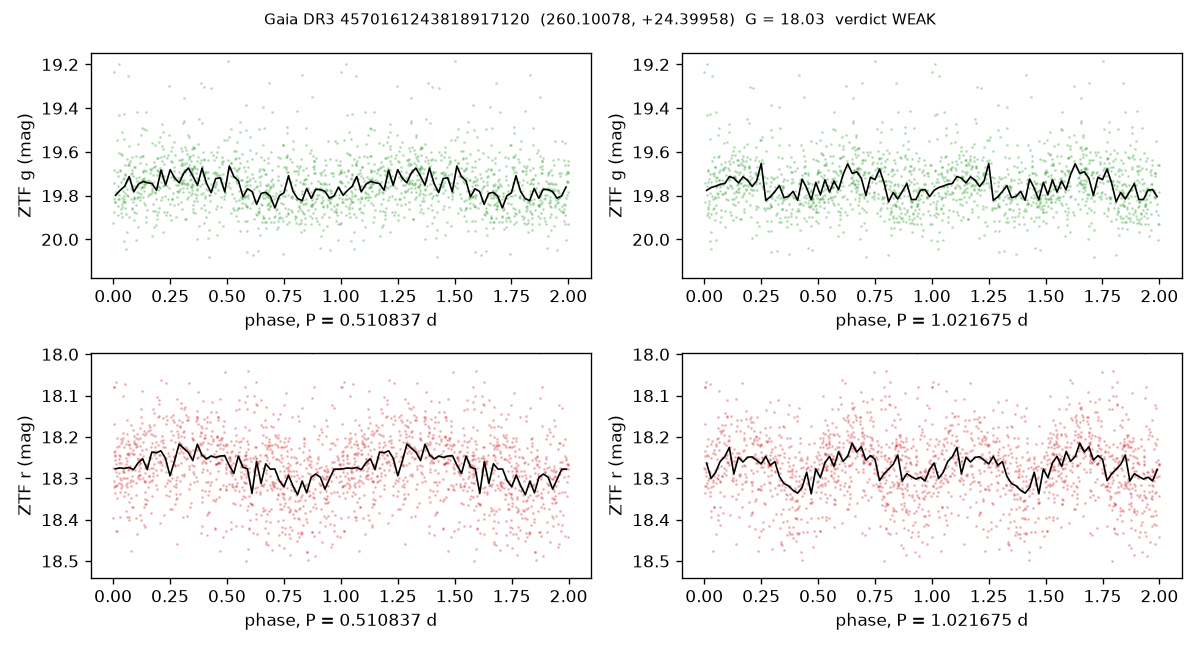 Gaia DR3 4570161243818917120 (260.10078, +24.39958) G = 18.03 verdict WEAK
ZTF g (mag)
19.2
19.4
19.6
19.8
20.0
0.00 0.25 0.50 0.75 1.00 1.25 1.50 1.75 2.00
phase, P = 0.510837 d
ZTF g (mag)
19.2
19.4
19.6
19.8
20.0
0.00 0.25 0.50 0.75 1.00 1.25 1.50 1.75 2.00
phase, P = 1.021675 d
ZTF r (mag)
18.0
18.1
18.2
18.3
18.4
18.5
0.00 0.25 0.50 0.75 1.00 1.25 1.50 1.75 2.00
phase, P = 0.510837 d
ZTF r (mag)
18.0
18.1
18.2
18.3
18.4
18.5
0.00 0.25 0.50 0.75 1.00 1.25 1.50 1.75 2.00
phase, P = 1.021675 d